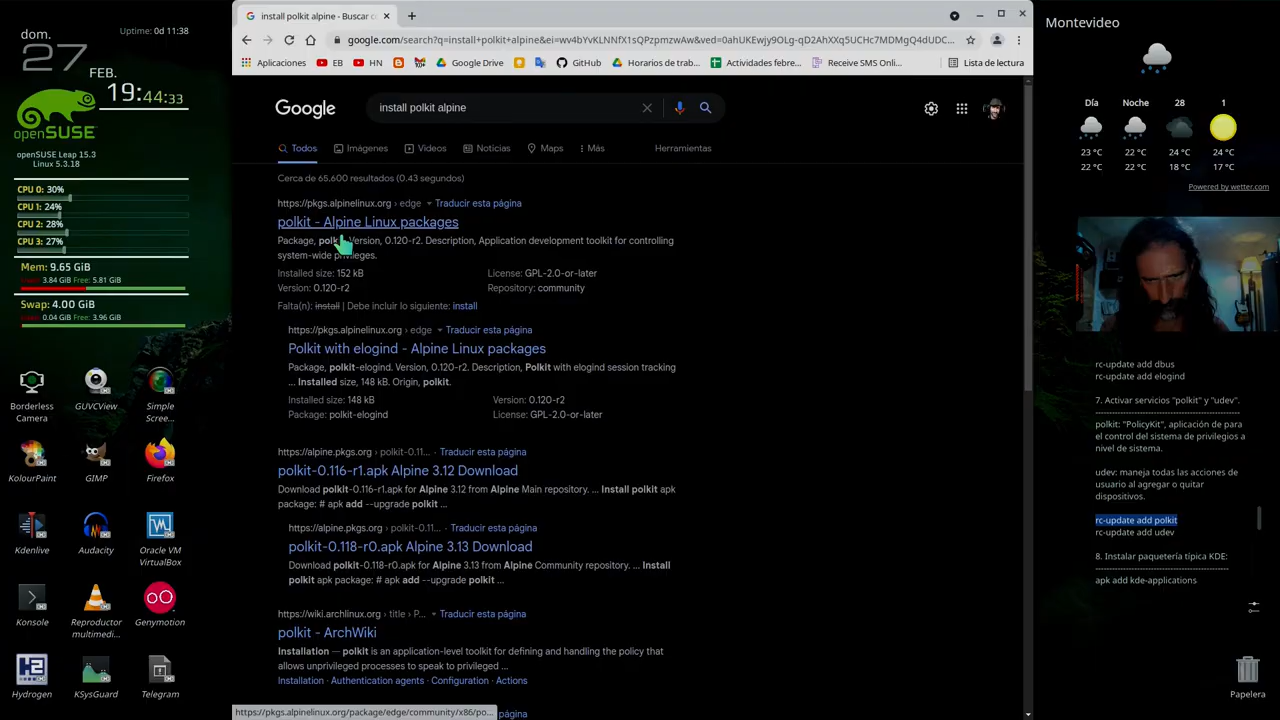 dom.
27
FEB.
19:44:33
Uptime: 0d 11:38
openSUSE
openSUSE Leap 15.3
Linux 5.3.18
CPU 0: 30%
CPU 1: 24%
CPU 2: 28%
CPU 3: 27%
Mem: 9.65 GiB
3.84 GiB Free: 5.81 GiB
Swap: 4.00 GiB
0.04 GiB Free: 3.96 GiB
Borderless
Camera
GUVCView
Simple
Scree...
KolourPaint
GIMP
Firefox
Kdenlive
Audacity
Oracle VM
VirtualBox
Konsole
Reproductor
multimedi...
Genymotion
Hydrogen
KSysGuard
Telegram
install polkit alpine - Buscar c
google.com/search?q=install+polkit+alpine&ei=wv4bYvKLNNfX1sQPzpmzwAw&ved=0ahUKEwjy9OLg-qD2AhXXq5UCHc7MDMgQ4dUDC...
Aplicaciones
EB
HN
Google Drive
GitHub
Horarios de trab...
Actividades febre...
Receive SMS Onli...
Lista de lectura
Google
install polkit alpine
Todos
Imágenes
Videos
Noticias
Maps
Más
Herramientas
Cerca de 65.600 resultados (0.43 segundos)
https://pkgs.alpinelinux.org › edge Traducir esta página
polkit - Alpine Linux packages
Package, Version, 0.120-r2. Description, Application development toolkit for controlling
system-wide privileges.
Installed size: 152 kB
License: GPL-2.0-or-later
Version: 0.120-r2
Repository: community
Falta(n): install | Debe incluir lo siguiente: install
https://pkgs.alpinelinux.org › edge Traducir esta página
Polkit with elogind - Alpine Linux packages
Package, polkit-elogind. Version, 0.120-r2. Description, Polkit with elogind session tracking
... Installed size, 148 kB. Origin, polkit.
Installed size: 148 kB
Version: 0.120-r2
Package: polkit-elogind
License: GPL-2.0-or-later
https://alpine.pkgs.org › polkit-0.11... Traducir esta página
polkit-0.116-r1.apk Alpine 3.12 Download
Download polkit-0.116-r1.apk for Alpine 3.12 from Alpine Main repository. ... Install polkit apk
package: # apk add --upgrade polkit ...
https://alpine.pkgs.org › polkit-0.11... Traducir esta página
polkit-0.118-r0.apk Alpine 3.13 Download
Download polkit-0.118-r0.apk for Alpine 3.13 from Alpine Community repository. ... Install
polkit apk package: # apk add --upgrade polkit ...
https://wiki.archlinux.org › title › P... Traducir esta página
polkit - ArchWiki
Installation — polkit is an application-level toolkit for defining and handling the policy that
allows unprivileged processes to speak to privileged ...
Installation · Authentication agents · Configuration · Actions
https://pkgs.alpinelinux.org/package/edge/community/x86/po...
página
Montevideo
Día
Noche
28
1
23 °C
22 °C
24 °C
24 °C
22 °C
22 °C
18 °C
17 °C
Powered by wetter.com
rc-update add dbus
rc-update add elogind
7. Activar servicios "polkit" y "udev".
polkit: "PolicyKit", aplicación de para
el control del sistema de privilegios a
nivel de sistema.
udev: maneja todas las acciones de
usuario al agregar o quitar
dispositivos.
rc-update add polkit
rc-update add udev
8. Instalar paquetería típica KDE:
apk add kde-applications
Papelera